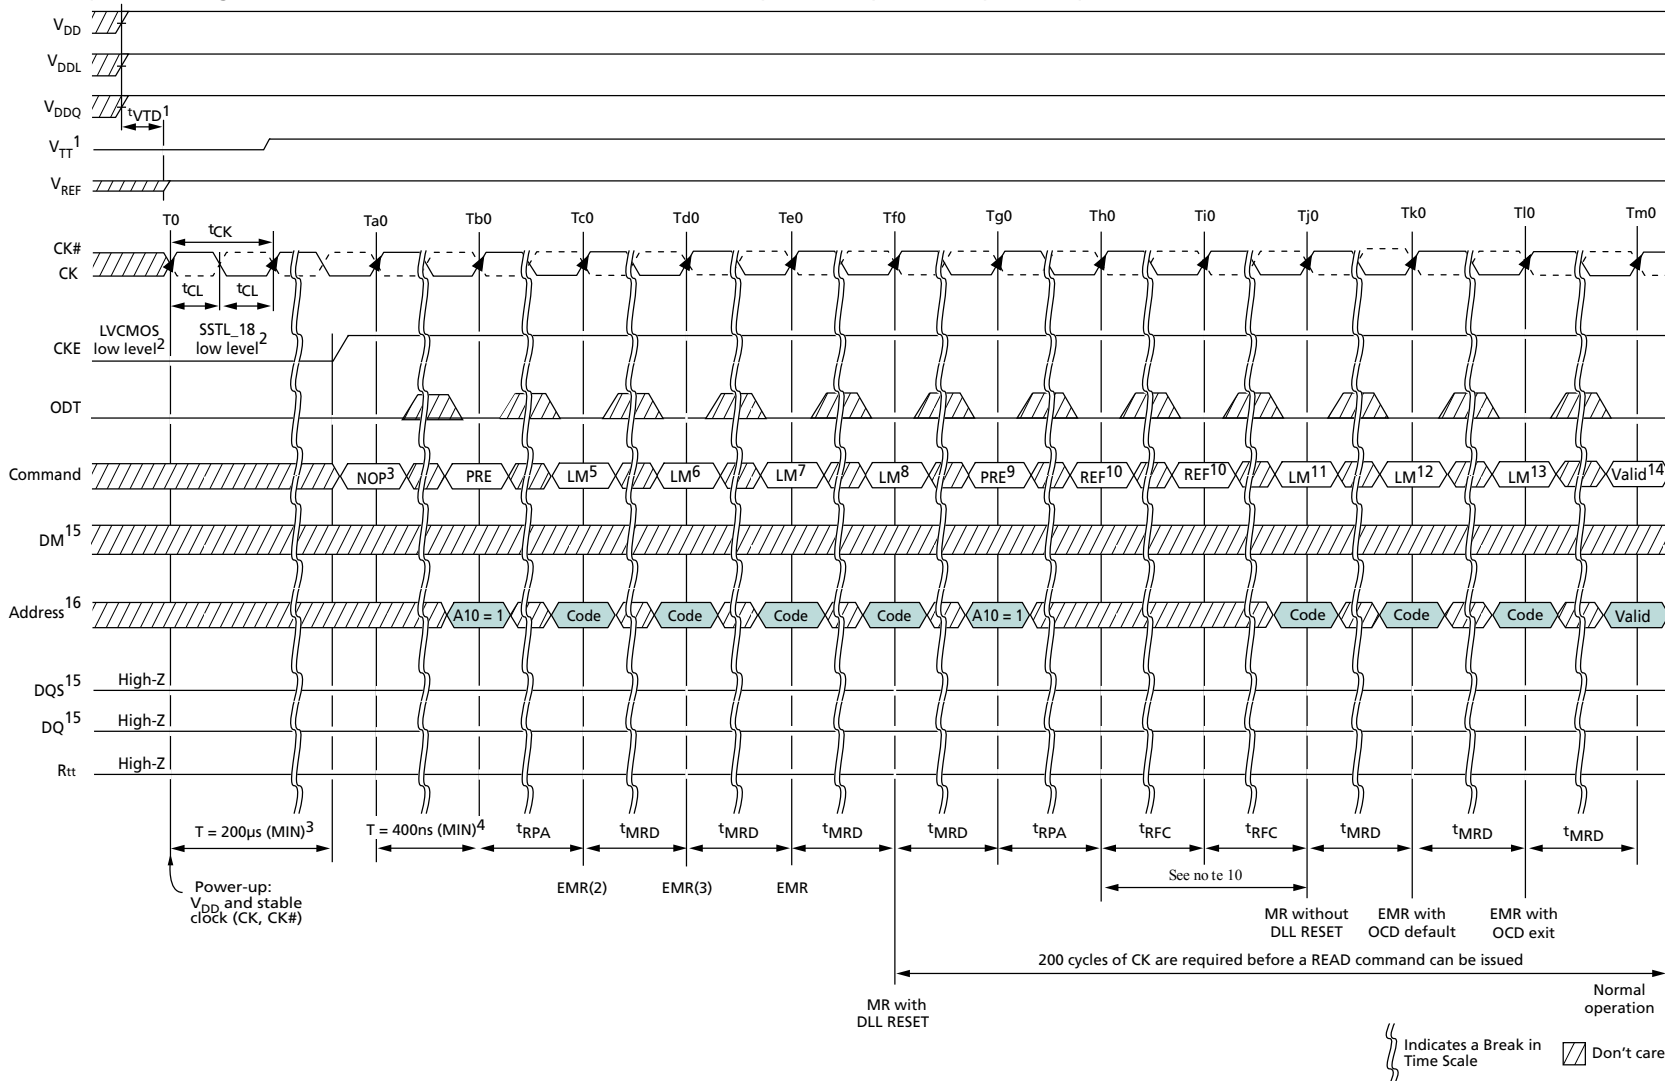 VDD
VDDL
VDDQ
tVTD1
VTT1
VREF
T0 Ta0 Tb0 Tc0 Td0 Te0 Tf0 Tg0 Th0 Ti0 Tj0 Tk0 Tl0 Tm0
tCK
CK#
CK
tCL tCL
LVCMOS
low level2
SSTL_18
low level2
CKE
ODT
Command NOP3 PRE LM5 LM6 LM7 LM8 PRE9 REF10 REF10 LM11 LM12 LM13 Valid14
DM15
Address16 A10 = 1 Code Code Code Code A10 = 1 Code Code Code Valid
DQS15 High-Z
DQ15 High-Z
Rtt High-Z
T = 200µs (MIN)3 T = 400ns (MIN)4 tRPA tMRD tMRD tMRD tMRD tRPA tRFC tRFC tMRD tMRD tMRD
Power-up:
VDD and stable
clock (CK, CK#)
EMR(2) EMR(3) EMR
See no te 10
MR without
DLL RESET
EMR with
OCD default
EMR with
OCD exit
200 cycles of CK are required before a READ command can be issued
MR with
DLL RESET
Normal
operation
Indicates a Break in
Time Scale
Don't care